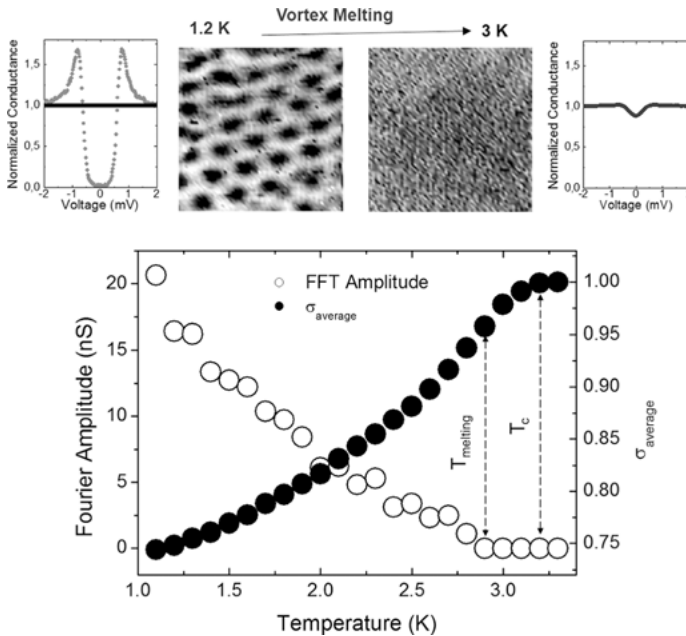 Vortex Melting
1.2 K
3 K
Normalized Conductance
1,5
1,0
0,5
0,0
-2 -1 0 1 2
Voltage (mV)
Normalized Conductance
1,5
1,0
0,5
0,0
-2 -1 0 1 2
Voltage (mV)
FFT Amplitude
σaverage
Fourier Amplitude (nS)
20
15
10
5
0
1.00
0.95
0.90
0.85
0.80
0.75
σaverage
Tmelting
Tc
1.0 1.5 2.0 2.5 3.0
Temperature (K)